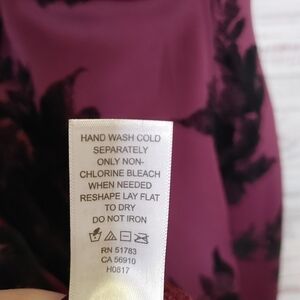 HAND WASH COLD
SEPARATELY
ONLY NON-
CHLORINE BLEACH
WHEN NEEDED
RESHAPE LAY FLAT
TO DRY
DO NOT IRON
RN 51783
CA 56910
H0817